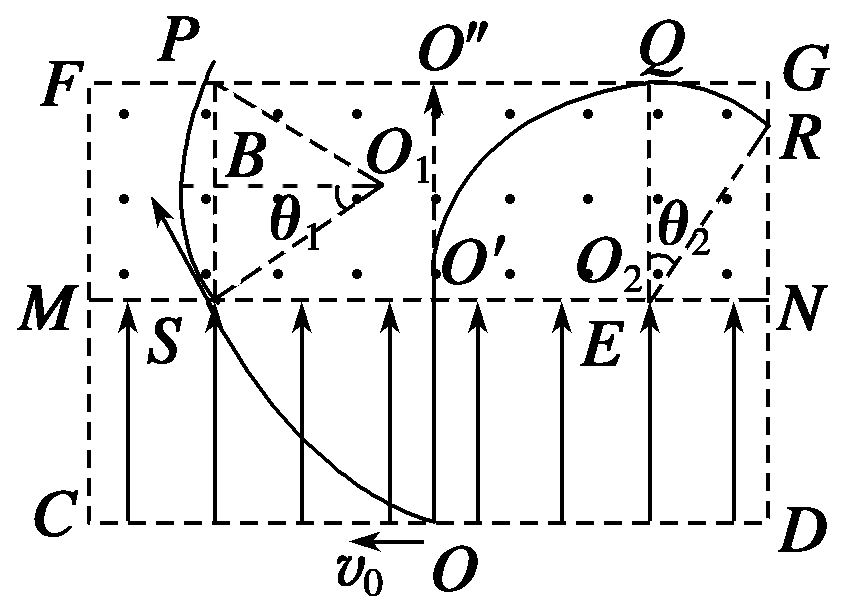 P O″ Q
F G
B O₁ R
θ₁ O′ O₂ θ₂
M S E N
C D
v₀ O